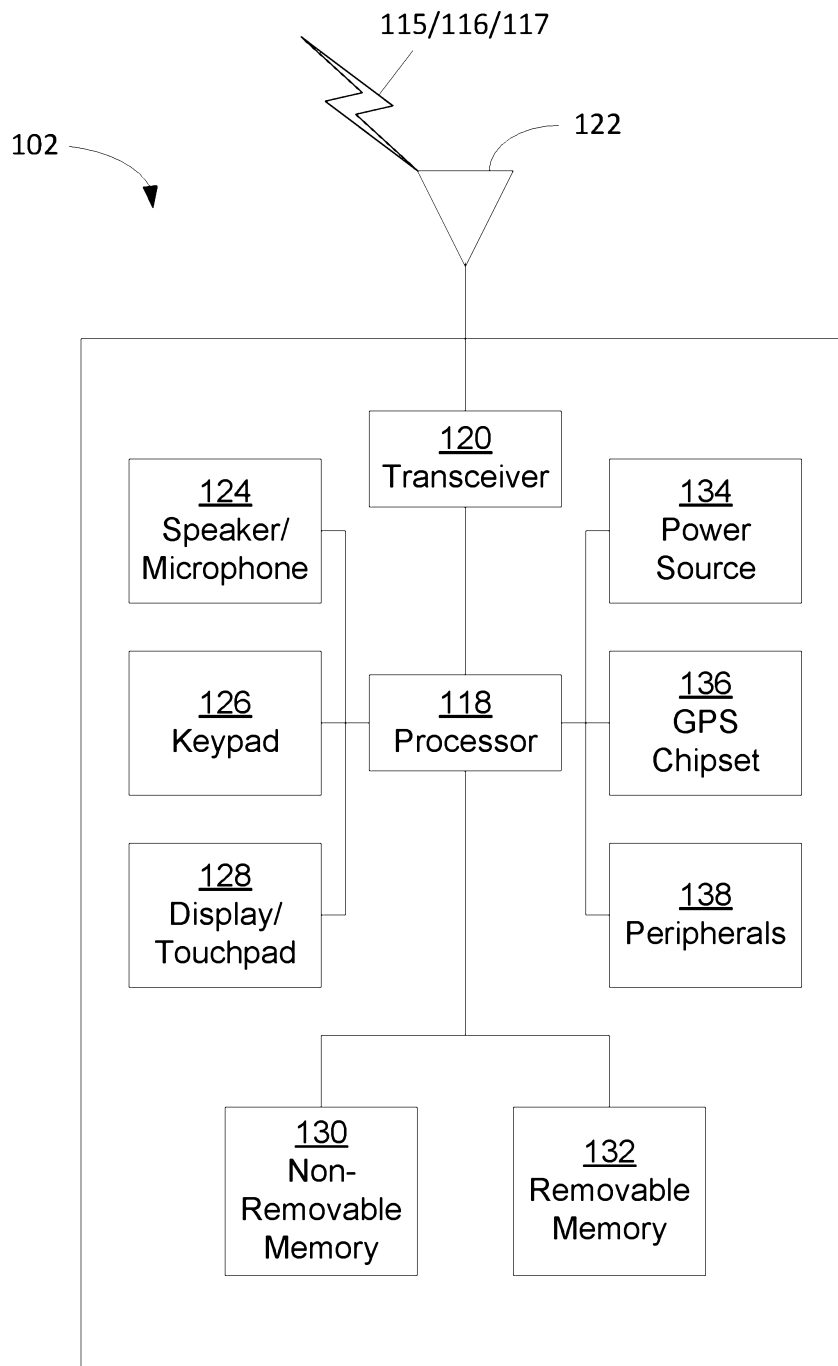 115/116/117
122
102
120
Transceiver
124
Speaker/
Microphone
134
Power
Source
126
Keypad
118
Processor
136
GPS
Chipset
128
Display/
Touchpad
138
Peripherals
130
Non-
Removable
Memory
132
Removable
Memory